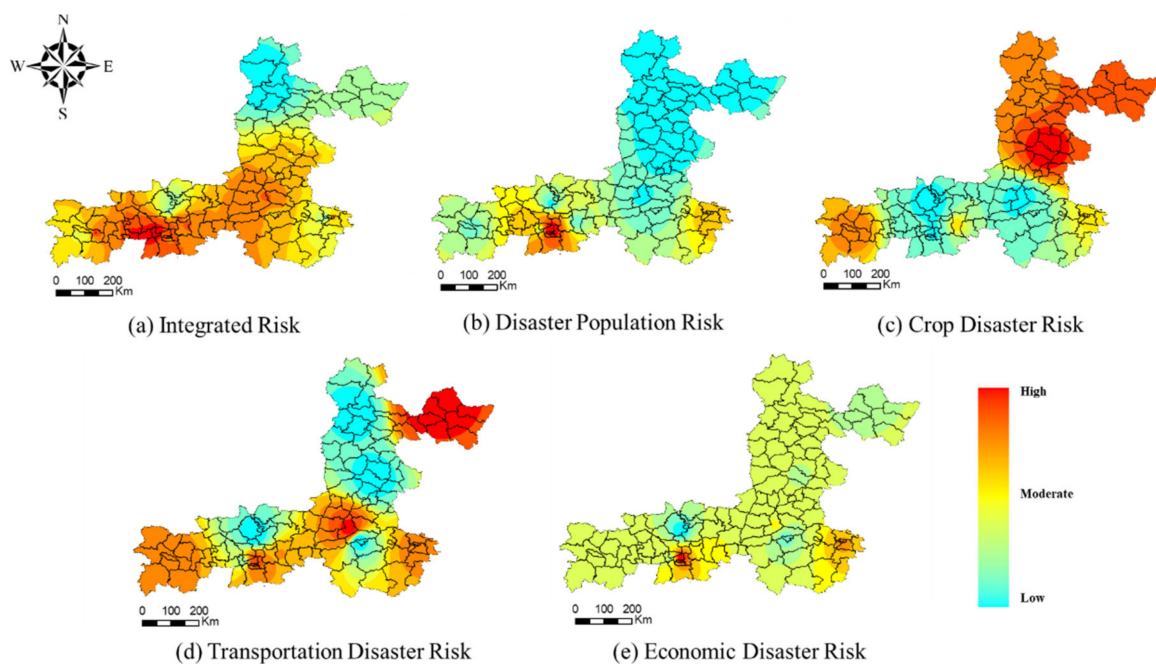 N
W E
S
0 100 200
Km
0 100 200
Km
0 100 200
Km
(a) Integrated Risk
(b) Disaster Population Risk
(c) Crop Disaster Risk
High
Moderate
Low
0 100 200
Km
0 100 200
Km
(d) Transportation Disaster Risk
(e) Economic Disaster Risk